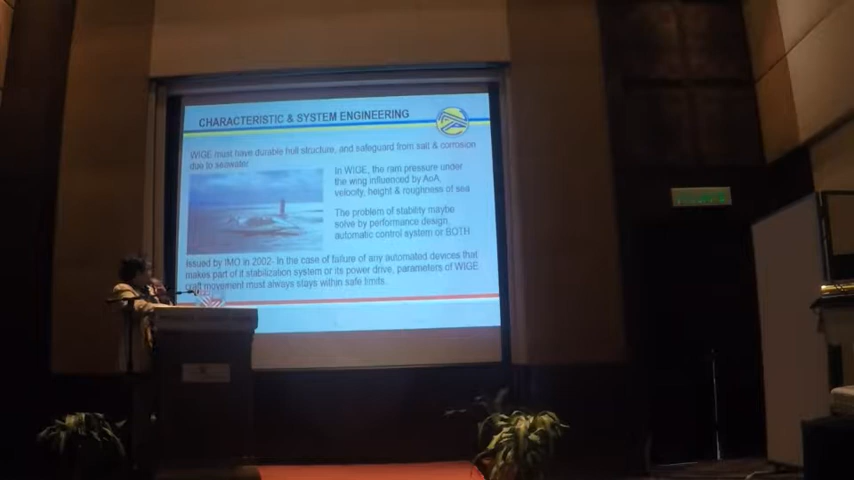 CHARACTERISTIC & SYSTEM ENGINEERING
WIGE must have durable hull structure, and safeguard from salt & corrosion
due to seawater
In WIGE, the ram pressure under
the wing influenced by AoA,
velocity, height & roughness of sea
The problem of stability maybe
solve by performance design,
automatic control system or BOTH
Issued by IMO in 2002- In the case of failure of any automated devices that
makes part of it stabilization system or its power drive, parameters of WIGE
craft movement must always stays within safe limits.